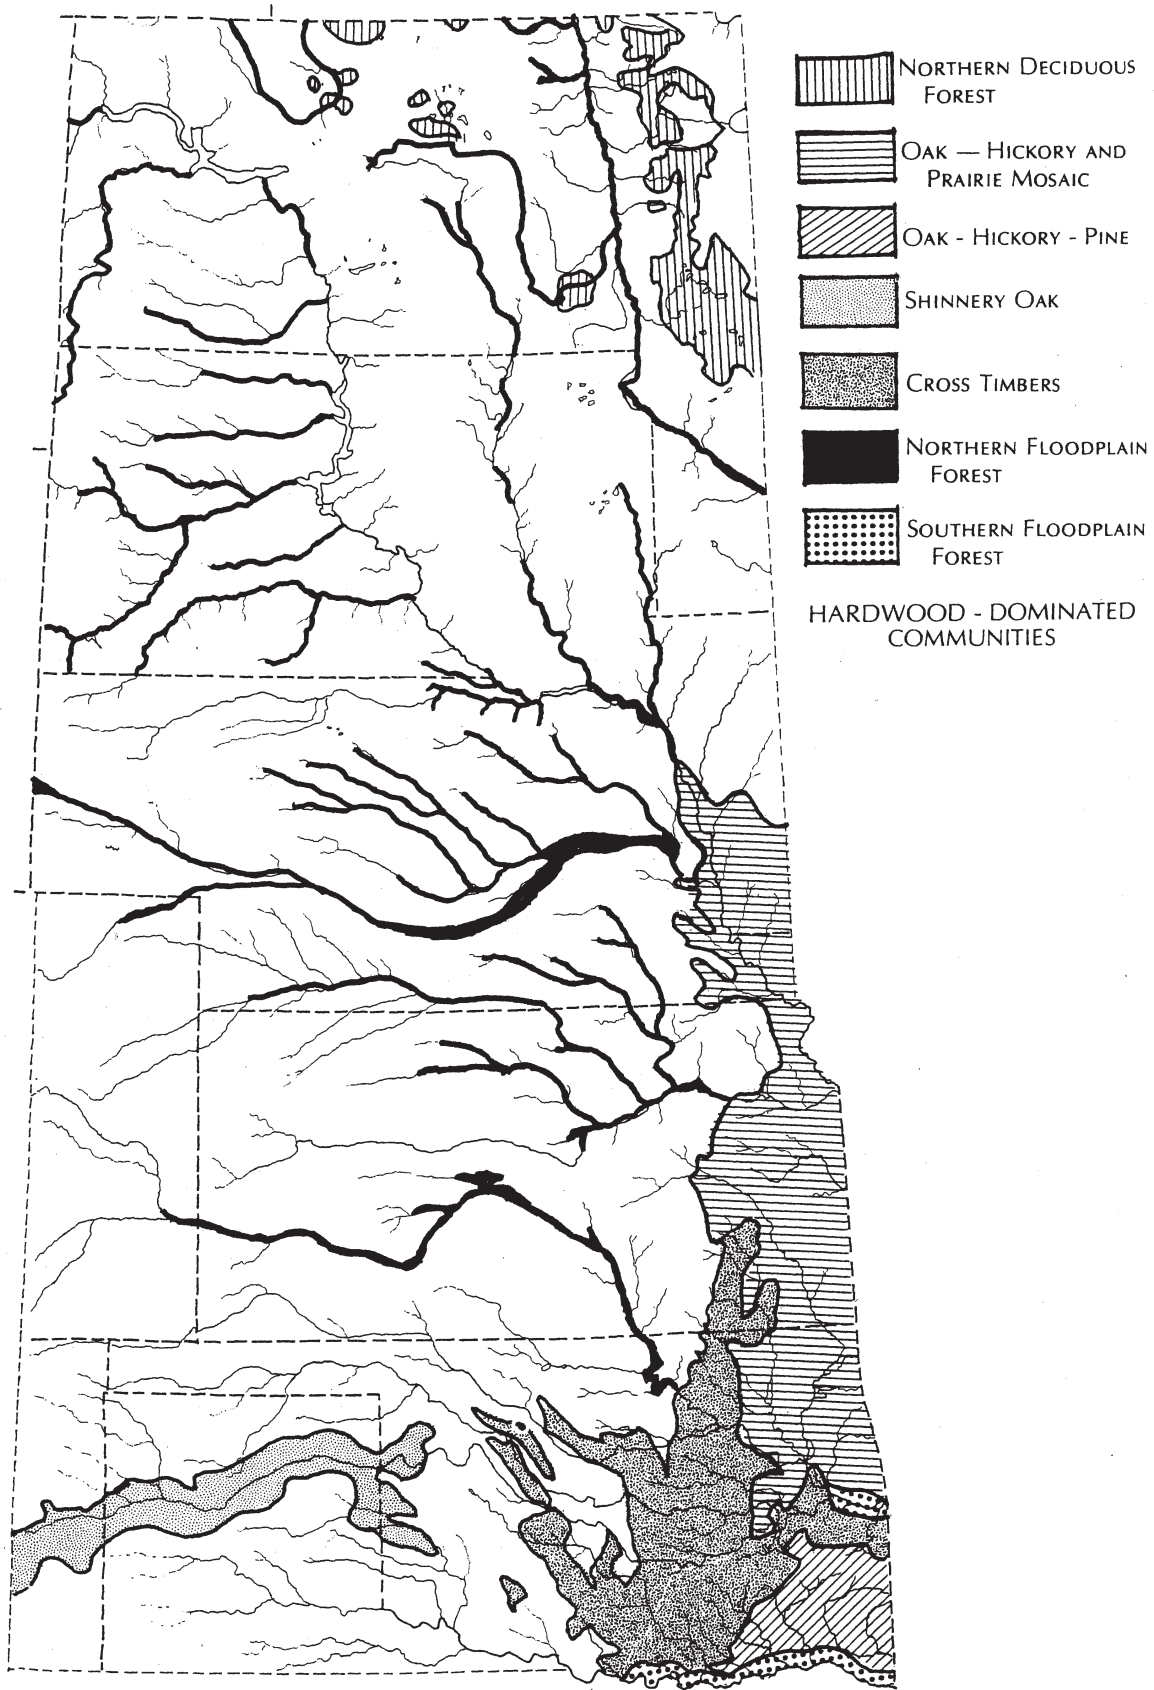 NORTHERN DECIDUOUS
FOREST
OAK — HICKORY AND
PRAIRIE MOSAIC
OAK - HICKORY - PINE
SHINNERY OAK
CROSS TIMBERS
NORTHERN FLOODPLAIN
FOREST
SOUTHERN FLOODPLAIN
FOREST
HARDWOOD - DOMINATED
COMMUNITIES